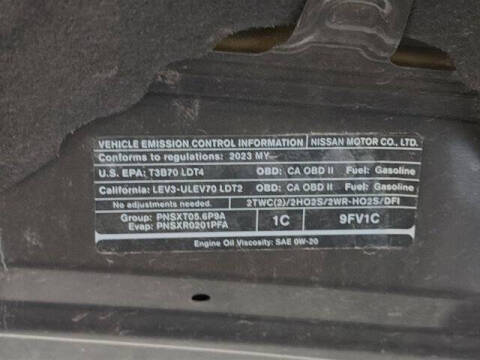 VEHICLE EMISSION CONTROL INFORMATION NISSAN MOTOR CO., LTD.
Conforms to regulations: 2023 MY
U.S. EPA: T3B70 LDT4 OBD: CA OBD II Fuel: Gasoline
California: LEV3-ULEV70 LDT2 OBD: CA OBD II Fuel: Gasoline
No adjustments needed. 2TWC(2)/2HO2S/2WR-HO2S/DFI
Group: PNSXT05.6P9A 1C 9FV1C
Evap: PNSXR0201PFA
Engine Oil Viscosity: SAE 0W-20